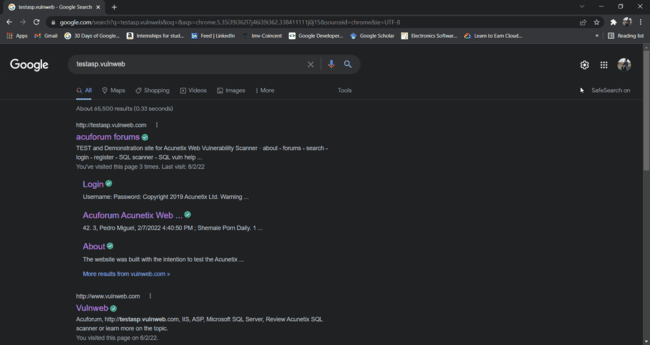 testasp.vulnweb - Google Search
google.com/search?q=testasp.vulnweb&oq=
&sourceid=chrome&ie=UTF-8
Apps Gmail 30 Days of Google... Internships for stud... Feed | LinkedIn Inv-Coincent Google Developer... Google Scholar Electronics Softwar... Learn to Earn Cloud... » Reading list
Google
testasp.vulnweb
All Maps Shopping Videos Images More Tools SafeSearch on
About 65,500 results (0.33 seconds)
http://testasp.vulnweb.com
acuforum forums
TEST and Demonstration site for Acunetix Web Vulnerability Scanner · about - forums - search -
login - register - SQL scanner - SQL vuln help ...
You've visited this page 3 times. Last visit: 8/2/22
Login
Username: Password: Copyright 2019 Acunetix Ltd. Warning ...
Acuforum Acunetix Web ...
42. 3, Pedro Miguel, 2/7/2022 4:40:50 PM ; Shemale Porn Daily. 1 ...
About
The website was built with the intention to test the Acunetix ...
More results from vulnweb.com »
http://www.vulnweb.com
Vulnweb
Acuforum, http://testasp.vulnweb.com, IIS, ASP, Microsoft SQL Server, Review Acunetix SQL
scanner or learn more on the topic.
You visited this page on 6/2/22.